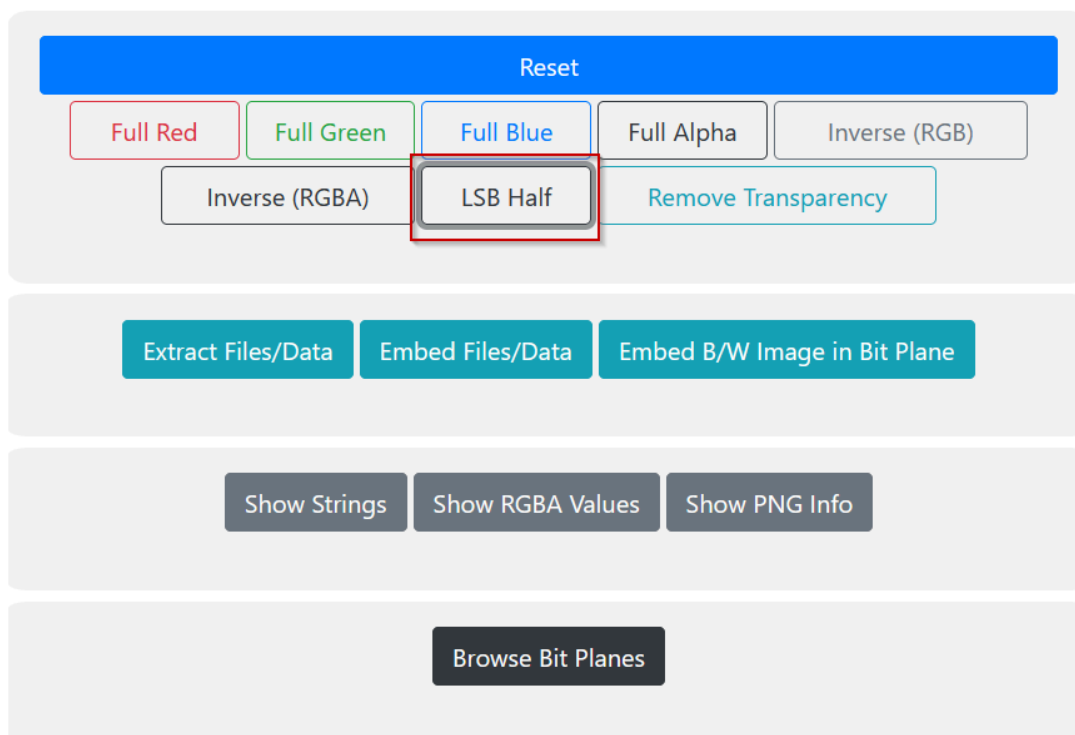 Reset
Full Red Full Green Full Blue Full Alpha Inverse (RGB)
Inverse (RGBA) LSB Half Remove Transparency
Extract Files/Data Embed Files/Data Embed B/W Image in Bit Plane
Show Strings Show RGBA Values Show PNG Info
Browse Bit Planes